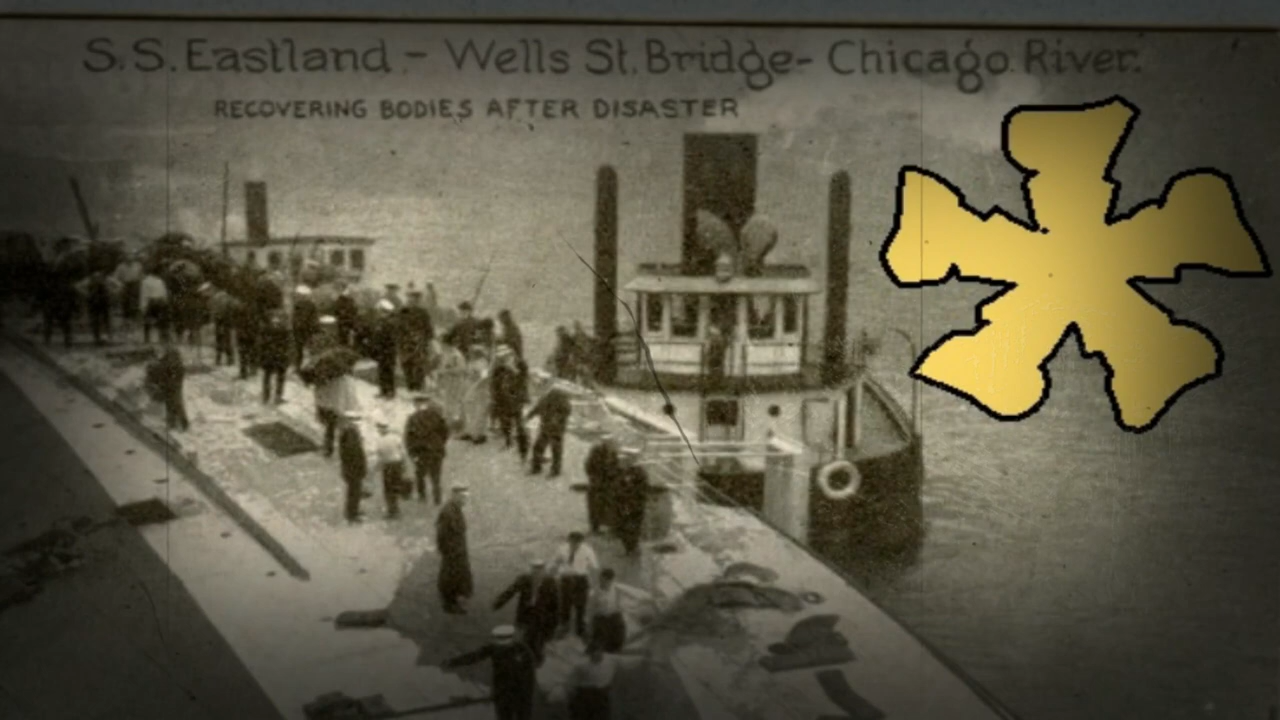 S.S. Eastland - Wells St. Bridge - Chicago River.
RECOVERING BODIES AFTER DISASTER